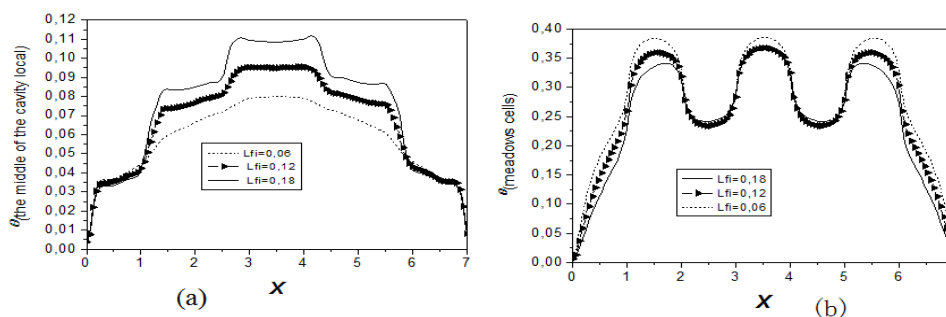 0,12
0,11
0,10
0,09
0,08
0,07
0,06
0,05
0,04
0,03
0,02
0,01
0,00
θ(the middle of the cavity local)
Lfi=0,06
Lfi=0,12
Lfi=0,18
0 1 2 3 4 5 6 7
(a)
X
0,40
0,35
0,30
0,25
0,20
0,15
0,10
0,05
0,00
θ(meadows cells)
Lfi=0,18
Lfi=0,12
Lfi=0,06
0 1 2 3 4 5 6
X
(b)